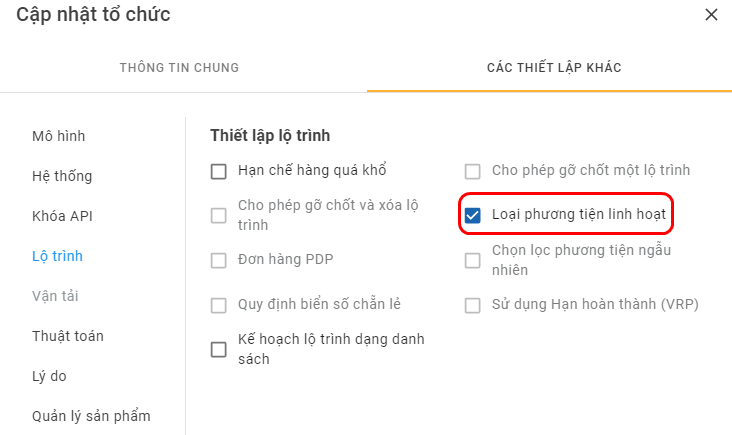 Cập nhật tổ chức
THÔNG TIN CHUNG
CÁC THIẾT LẬP KHÁC
Mô hình
Hệ thống
Khóa API
Lộ trình
Vận tải
Thuật toán
Lý do
Quản lý sản phẩm
Thiết lập lộ trình
Hạn chế hàng quá khổ
Cho phép gỡ chốt một lộ trình
Cho phép gỡ chốt và xóa lộ
trình
Loại phương tiện linh hoạt
Đơn hàng PDP
Chọn lọc phương tiện ngẫu
nhiên
Quy định biển số chẵn lẻ
Sử dụng Hạn hoàn thành (VRP)
Kế hoạch lộ trình dạng danh
sách